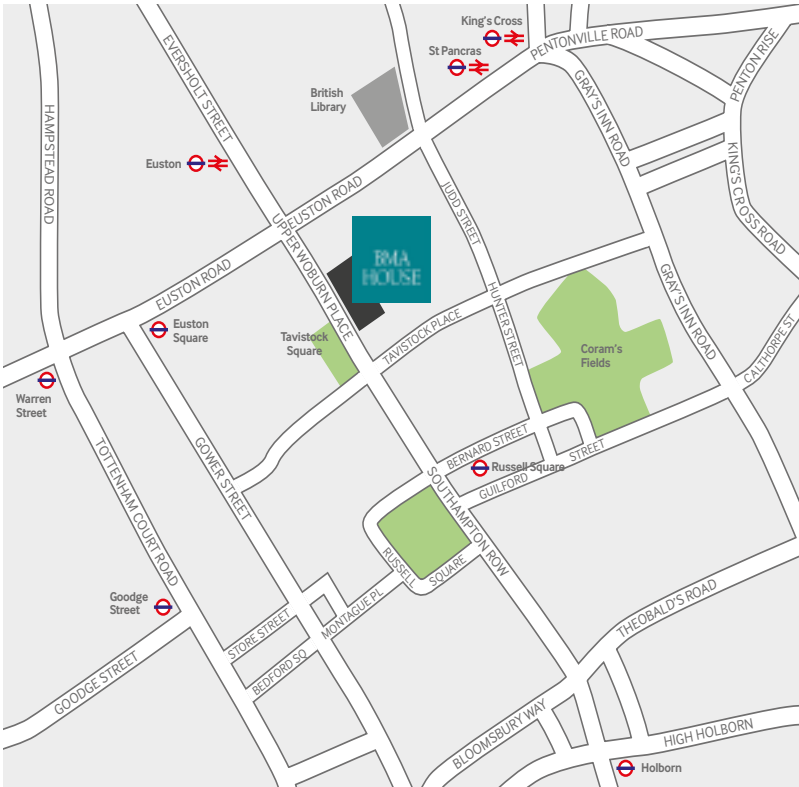 King's Cross
St Pancras
PENTONVILLE ROAD
EVERSHOLT STREET
PENTON RISE
British
Library
GRAY'S INN ROAD
HAMPSTEAD ROAD
Euston
EUSTON ROAD
JUDD STREET
KING'S CROSS ROAD
UPPER WOBURN PLACE
BMA
HOUSE
EUSTON ROAD
GRAY'S INN ROAD
Euston
Square
Tavistock
Square
TAVISTOCK PLACE
HUNTER STREET
Coram's
Fields
CALTHORPE ST
Warren
Street
TOTTENHAM COURT ROAD
GOWER STREET
BERNARD STREET
Russell Square
GUILFORD
STREET
SOUTHAMPTON ROW
RUSSELL
SQUARE
Goodge
Street
STORE STREET
MONTAGUE PL
BEDFORD SQ
THEOBALD'S ROAD
GOODGE STREET
BLOOMSBURY WAY
HIGH HOLBORN
Holborn